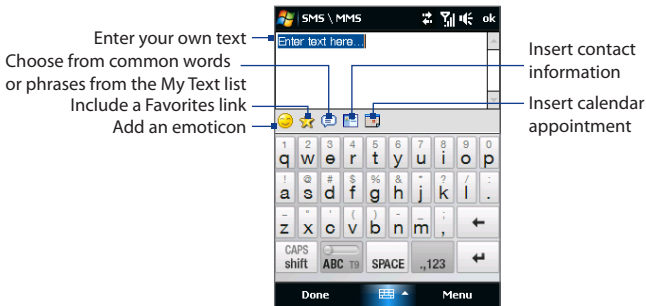 SMS \ MMS ok
Enter your own text
Enter text here...
Choose from common words
or phrases from the My Text list
Include a Favorites link
Add an emoticon
Insert contact
information
Insert calendar
appointment
1 2 3 4 5 6 7 8 9 0
q w e r t y u i o p
! @ # $ % & " ? / :
a s d f g h j k l .
- * ' ( ) - _ ;
z x c v b n m ,
CAPS
shift ABC T9 SPACE .,123
Done Menu